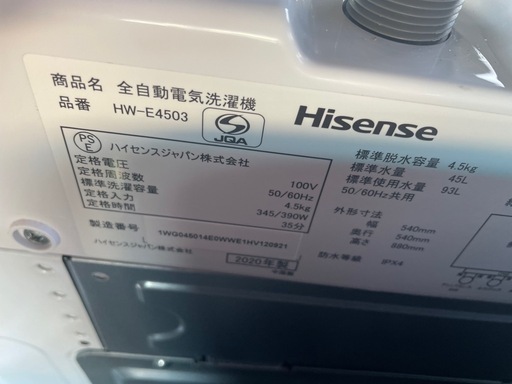 商品名 全自動電気洗濯機
品番 HW-E4503
JQA
Hisense
PS
E
ハイセンスジャパン株式会社
定格電圧 100V
定格周波数 50/60Hz
標準洗濯容量 4.5kg
定格入力 345/390W
定格時間 35分
製造番号
1WG045014E0WWE1HV120921
ハイセンスジャパン株式会社
2020年製
標準脱水容量 4.5kg
標準水量 45L
標準使用水量 93L
50/60Hz共用
外形寸法
幅 540mm
奥行 540mm
高さ 880mm
防水等級 IPX4